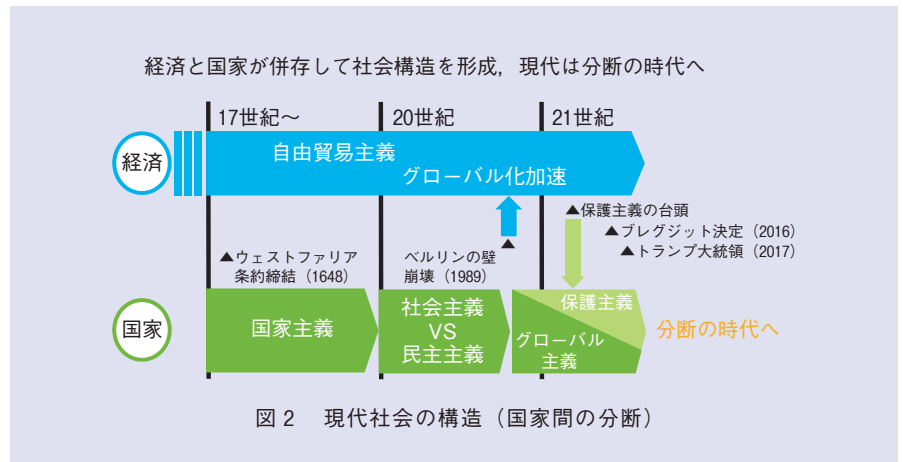 経済と国家が併存して社会構造を形成，現代は分断の時代へ
17世紀～
20世紀
21世紀
経済
自由貿易主義
グローバル化加速
▲保護主義の台頭
▲ブレグジット決定（2016）
▲トランプ大統領（2017）
▲ウェストファリア
条約締結（1648）
ベルリンの壁
崩壊（1989）
▲
国家
国家主義
社会主義
VS
民主主義
保護主義
グローバル
主義
分断の時代へ
図2　現代社会の構造（国家間の分断）